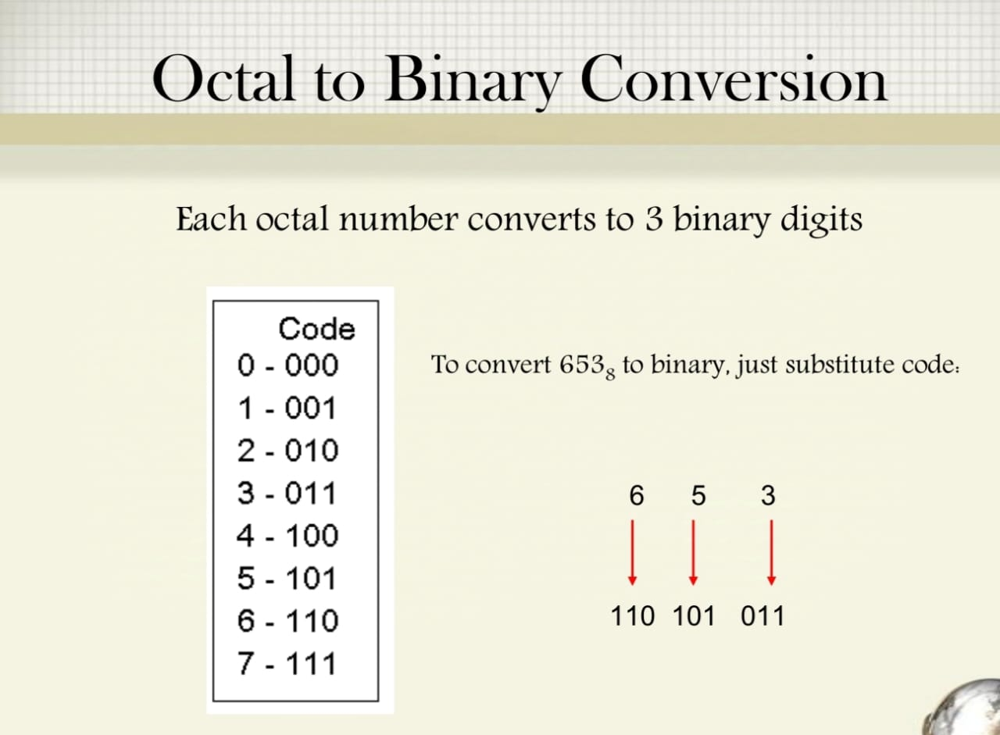 Octal to Binary Conversion
Each octal number converts to 3 binary digits
Code
0 - 000
1 - 001
2 - 010
3 - 011
4 - 100
5 - 101
6 - 110
7 - 111
To convert 653₈ to binary, just substitute code:
6 5 3
110 101 011